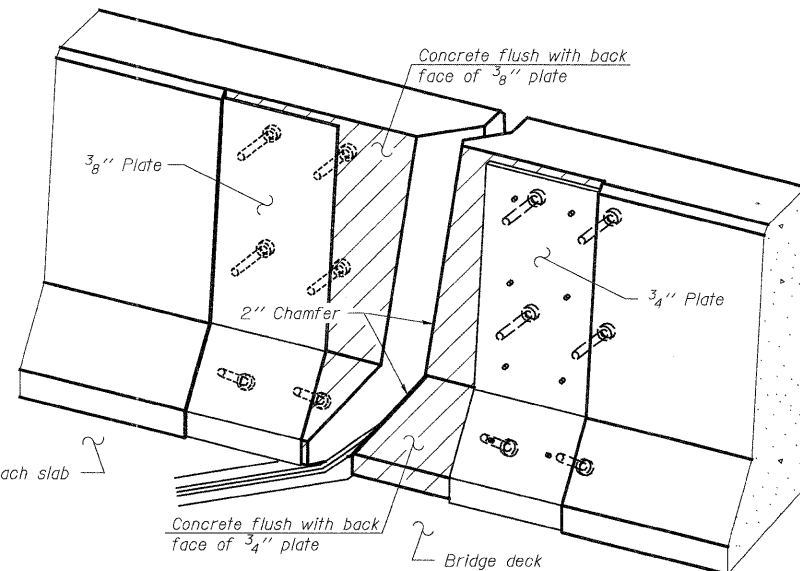 Concrete flush with back
face of 3/8" plate
3/8" Plate
3/4" Plate
2" Chamfer
ach slab
Concrete flush with back
face of 3/4" plate
Bridge deck